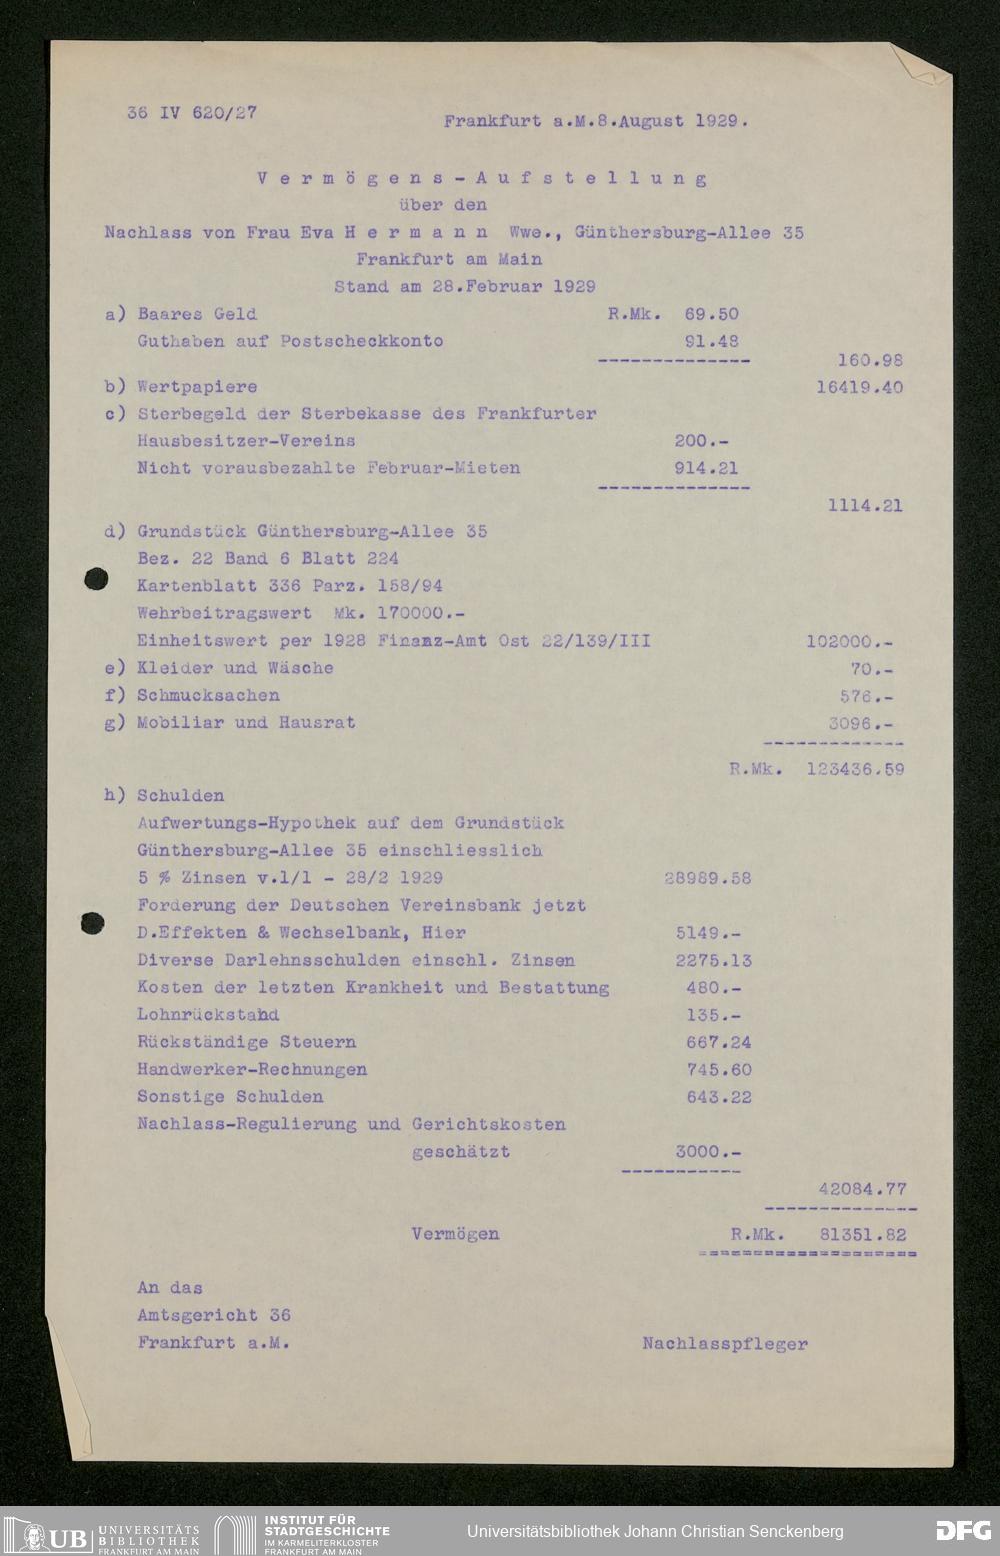 36 IV 620/27
Frankfurt a.M.8.August 1929.
Vermögens-Aufstellung
über den
Nachlass von Frau Eva Hermann Wwe., Günthersburg-Allee 35
Frankfurt am Main
Stand am 28.Februar 1929
a) Baares Geld R.Mk. 69.50
Guthaben auf Postscheckkonto 91.48
160.98
b) Wertpapiere 16419.40
c) Sterbegeld der Sterbekasse des Frankfurter
Hausbesitzer-Vereins 200.-
Nicht vorausbezahlte Februar-Mieten 914.21
1114.21
d) Grundstück Günthersburg-Allee 35
Bez. 22 Band 6 Blatt 224
Kartenblatt 336 Parz. 158/94
Wehrbeitragswert Mk. 170000.-
Einheitswert per 1928 Finanz-Amt Ost 22/139/III 102000.-
e) Kleider und Wäsche 70.-
f) Schmucksachen 576.-
g) Mobiliar und Hausrat 3096.-
R.Mk. 123436.59
h) Schulden
Aufwertungs-Hypothek auf dem Grundstück
Günthersburg-Allee 35 einschliesslich
5 % Zinsen v.1/1 - 28/2 1929 28989.58
Forderung der Deutschen Vereinsbank jetzt
D.Effekten & Wechselbank, Hier 5149.-
Diverse Darlehnsschulden einschl. Zinsen 2275.13
Kosten der letzten Krankheit und Bestattung 480.-
Lohnrückstand 135.-
Rückständige Steuern 667.24
Handwerker-Rechnungen 745.60
Sonstige Schulden 643.22
Nachlass-Regulierung und Gerichtskosten
geschätzt 3000.-
42084.77
Vermögen R.Mk. 81351.82
An das
Amtsgericht 36
Frankfurt a.M. Nachlasspfleger
UB UNIVERSITÄTS
BIBLIOTHEK
FRANKFURT AM MAIN
INSTITUT FÜR
STADTGESCHICHTE
IM KARMELITERKLOSTER
FRANKFURT AM MAIN
Universitätsbibliothek Johann Christian Senckenberg
DFG